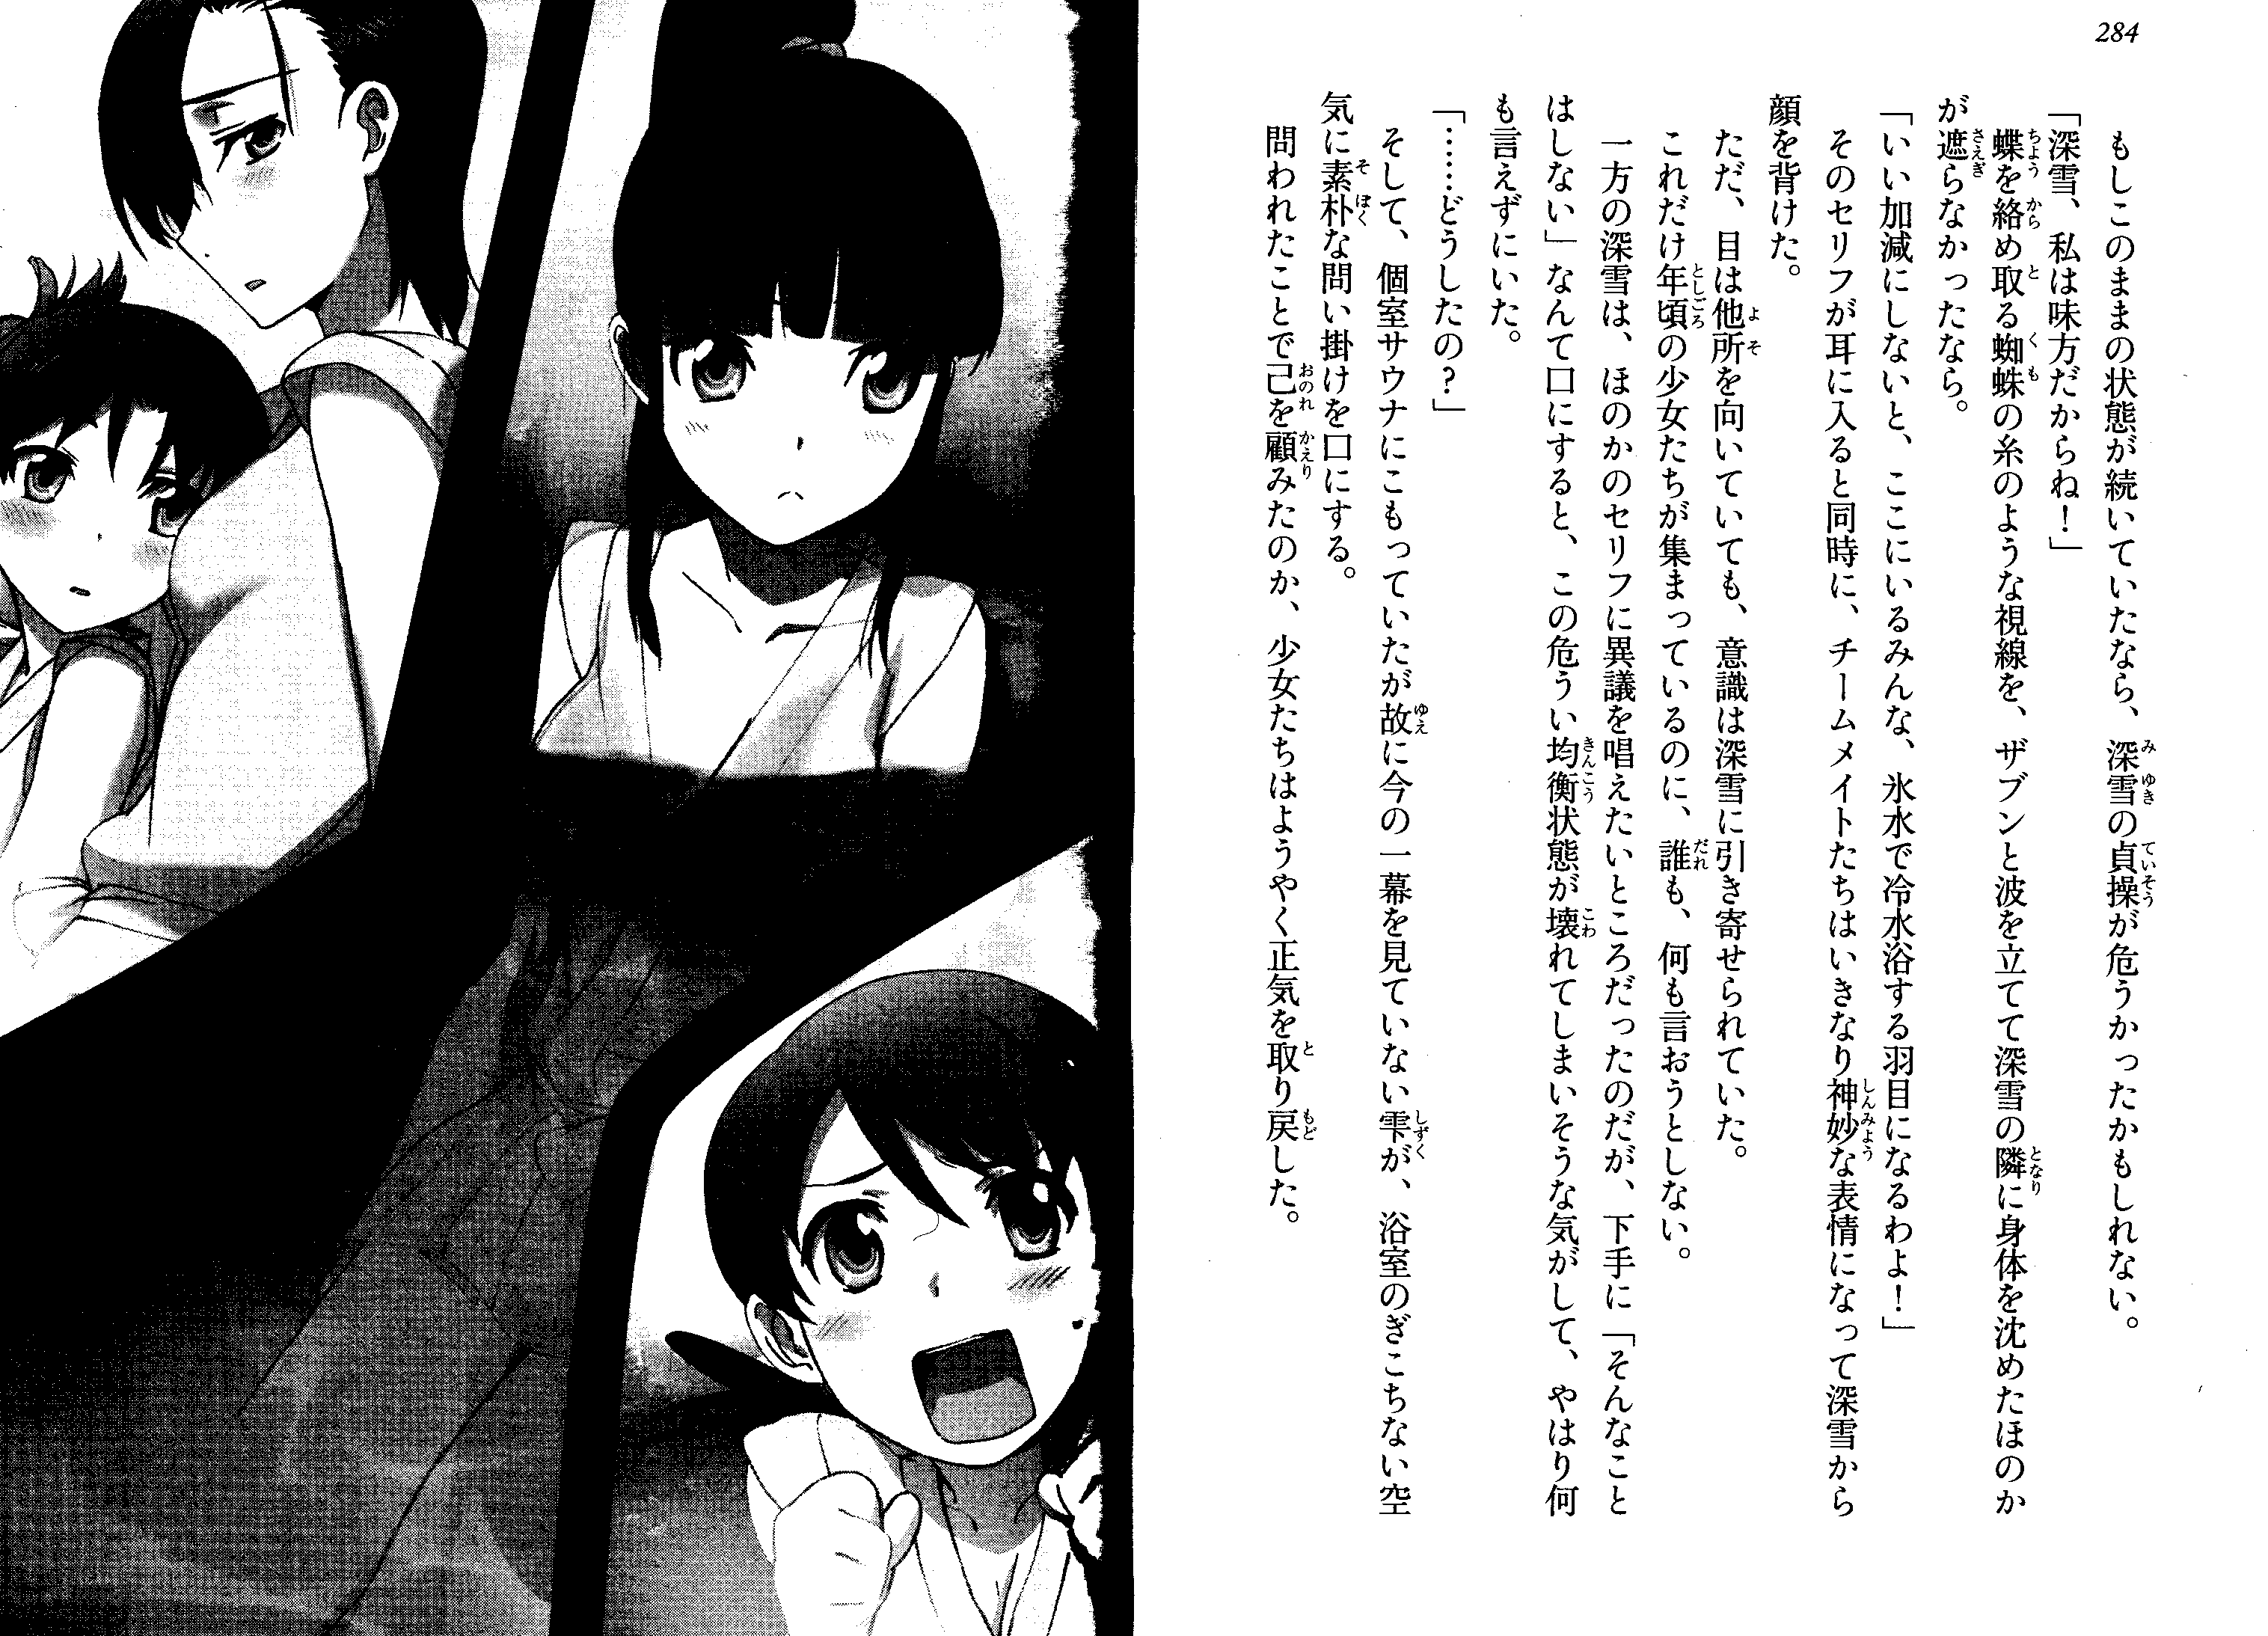 284
もしこのままの状態が続いていたなら、深雪の貞操が危うかったかもしれない。
「深雪、私は味方だからね！」
蝶を絡め取る蜘蛛の糸のような視線を、ザブンと波を立てて深雪の隣に身体を沈めたほのか
が遮らなかったなら。
「いい加減にしないと、ここにいるみんな、氷水で冷水浴する羽目になるわよ！」
そのセリフが耳に入ると同時に、チームメイトたちはいきなり神妙な表情になって深雪から
顔を背けた。
ただ、目は他所を向いていても、意識は深雪に引き寄せられていた。
これだけ年頃の少女たちが集まっているのに、誰も、何も言おうとしない。
一方の深雪は、ほのかのセリフに異議を唱えたいところだったのだが、下手に「そんなこと
はしない」なんて口にすると、この危うい均衡状態が壊れてしまいそうな気がして、やはり何
も言えずにいた。
「……どうしたの？」
そして、個室サウナにこもっていたが故に今の一幕を見ていない雫が、浴室のぎこちない空
気に素朴な問い掛けを口にする。
問われたことで己を顧みたのか、少女たちはようやく正気を取り戻した。